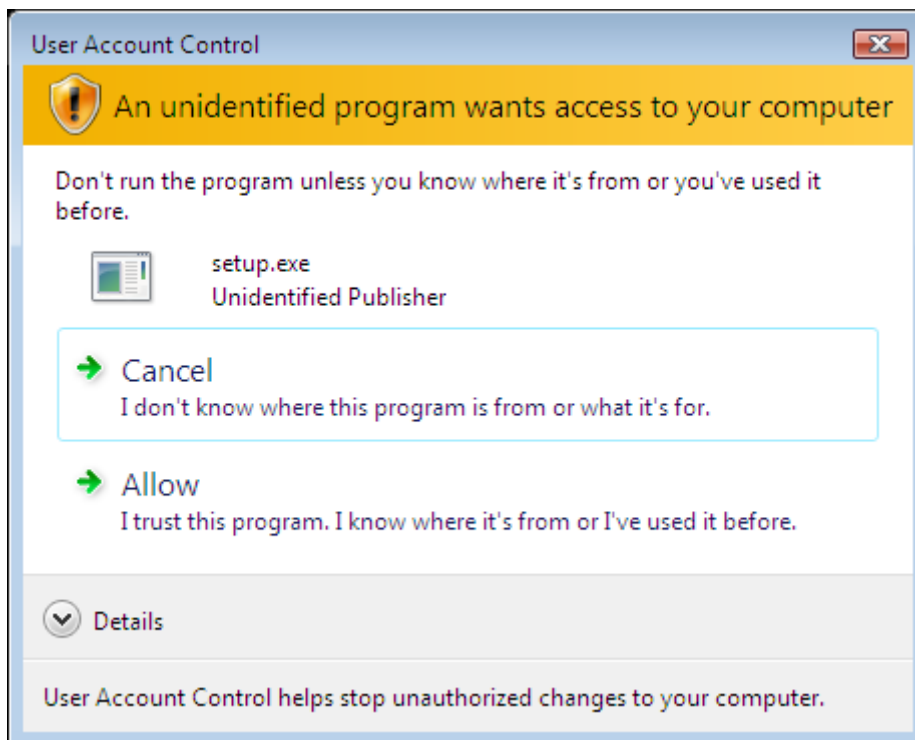 User Account Control
An unidentified program wants access to your computer
Don't run the program unless you know where it's from or you've used it
before.
setup.exe
Unidentified Publisher
Cancel
I don't know where this program is from or what it's for.
Allow
I trust this program. I know where it's from or I've used it before.
Details
User Account Control helps stop unauthorized changes to your computer.